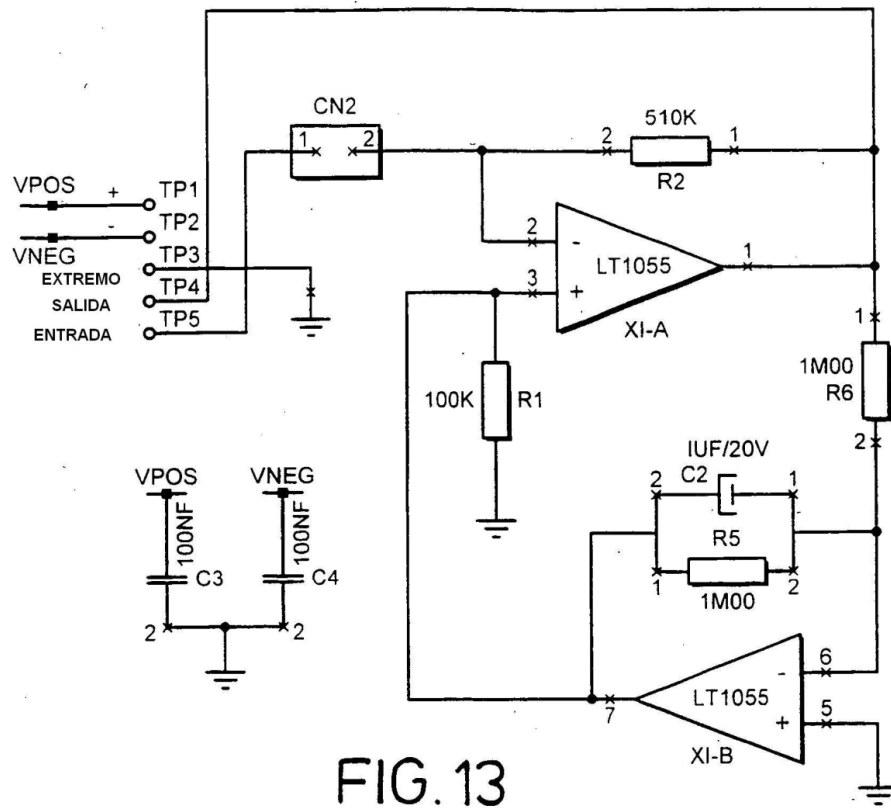 CN2
1
2
510K
2
1
R2
VPOS
+
TP1
TP2
-
VNEG
TP3
EXTREMO
TP4
SALIDA
TP5
ENTRADA
2
-
LT1055
1
3
+
XI-A
100K
R1
1
1M00
R6
2
IUF/20V
2
C2
1
R5
1
2
1M00
VPOS
VNEG
100NF
100NF
C3
C4
2
2
6
-
LT1055
7
5
+
XI-B
FIG.13